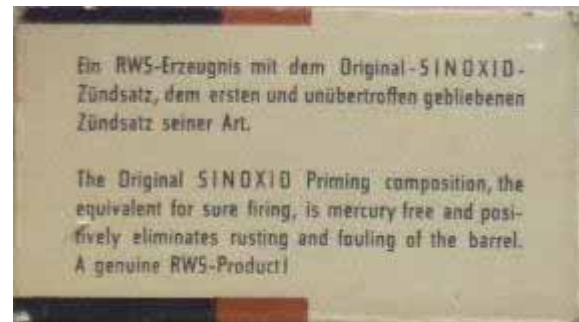 Ein RWS-Erzeugnis mit dem Original-SINOXID-
Zündsatz, dem ersten und unübertroffen gebliebenen
Zündsatz seiner Art.
The Original SINOXID Priming composition, the
equivalent for sure firing, is mercury free and posi-
tively eliminates rusting and fouling of the barrel.
A genuine RWS-Product!